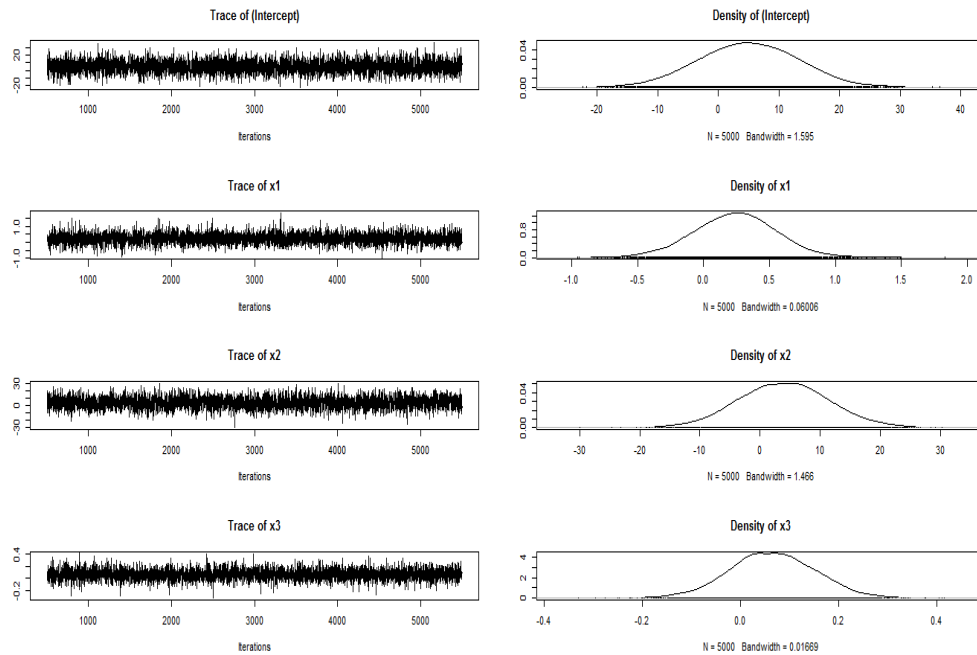 Trace of (Intercept)
-20 20
1000 2000 3000 4000 5000
Iterations
Density of (Intercept)
0.00 0.04
-20 -10 0 10 20 30 40
N = 5000 Bandwidth = 1.595
Trace of x1
-1.0 1.0
1000 2000 3000 4000 5000
Iterations
Density of x1
0.0 0.8
-1.0 0.0 0.5 1.0 1.5 2.0
N = 5000 Bandwidth = 0.06006
Trace of x2
-30 0 30
1000 2000 3000 4000 5000
Iterations
Density of x2
0.00 0.04
-30 -20 -10 0 10 20 30
N = 5000 Bandwidth = 1.466
Trace of x3
-0.2 0.4
1000 2000 3000 4000 5000
Iterations
Density of x3
0 2 4
-0.4 -0.2 0.0 0.2 0.4
N = 5000 Bandwidth = 0.01669